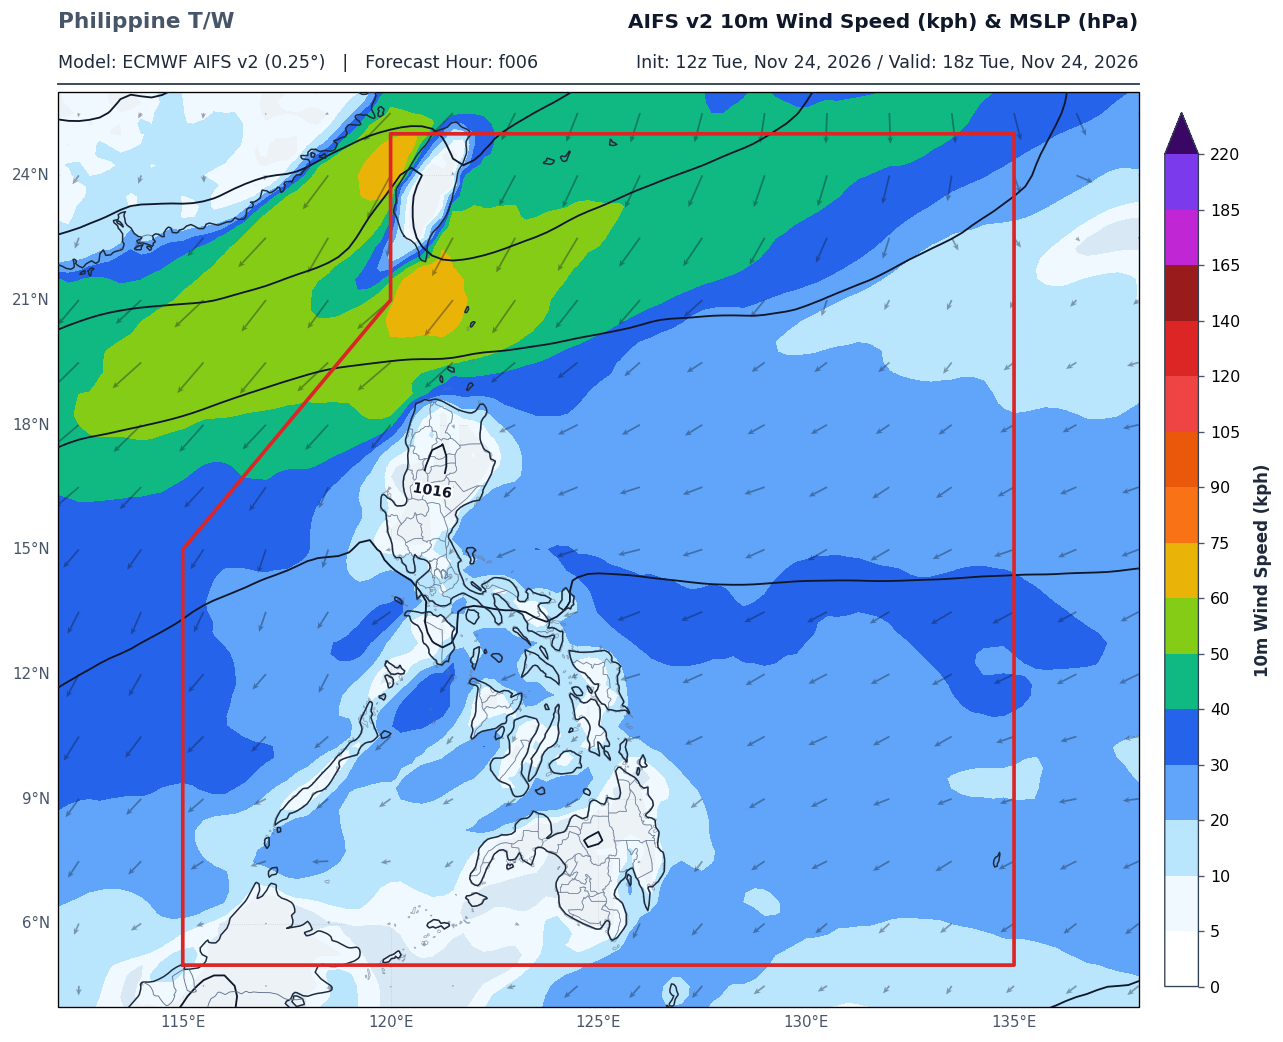 Philippine T/W
AIFS v2 10m Wind Speed (kph) & MSLP (hPa)
Model: ECMWF AIFS v2 (0.25°)   |   Forecast Hour: f006
Init: 12z Tue, Nov 24, 2026 / Valid: 18z Tue, Nov 24, 2026
24°N
21°N
18°N
15°N
12°N
9°N
6°N
1016
115°E
120°E
125°E
130°E
135°E
220
185
165
140
120
105
90
75
60
50
40
30
20
10
5
0
10m Wind Speed (kph)